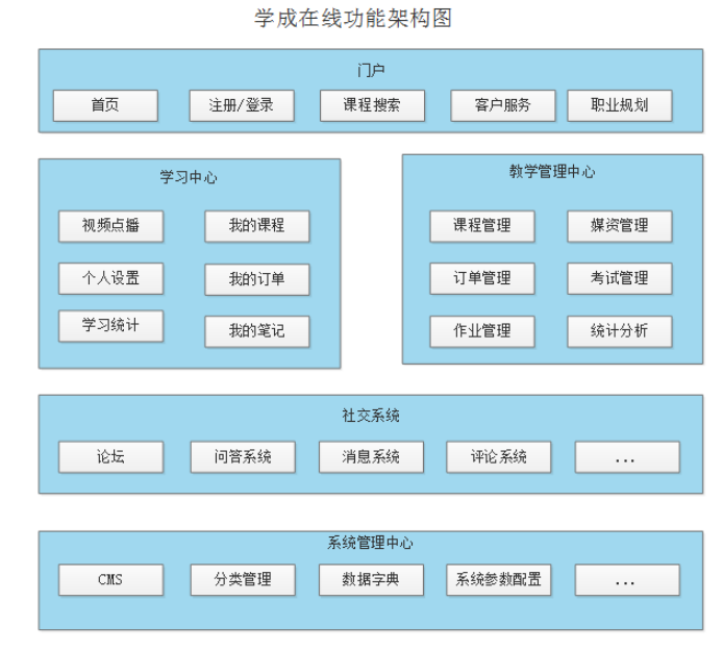 学成在线功能架构图
门户
首页 注册/登录 课程搜索 客户服务 职业规划
学习中心
视频点播 我的课程
个人设置 我的订单
学习统计 我的笔记
教学管理中心
课程管理 媒资管理
订单管理 考试管理
作业管理 统计分析
社交系统
论坛 问答系统 消息系统 评论系统 ...
系统管理中心
CMS 分类管理 数据字典 系统参数配置 ...